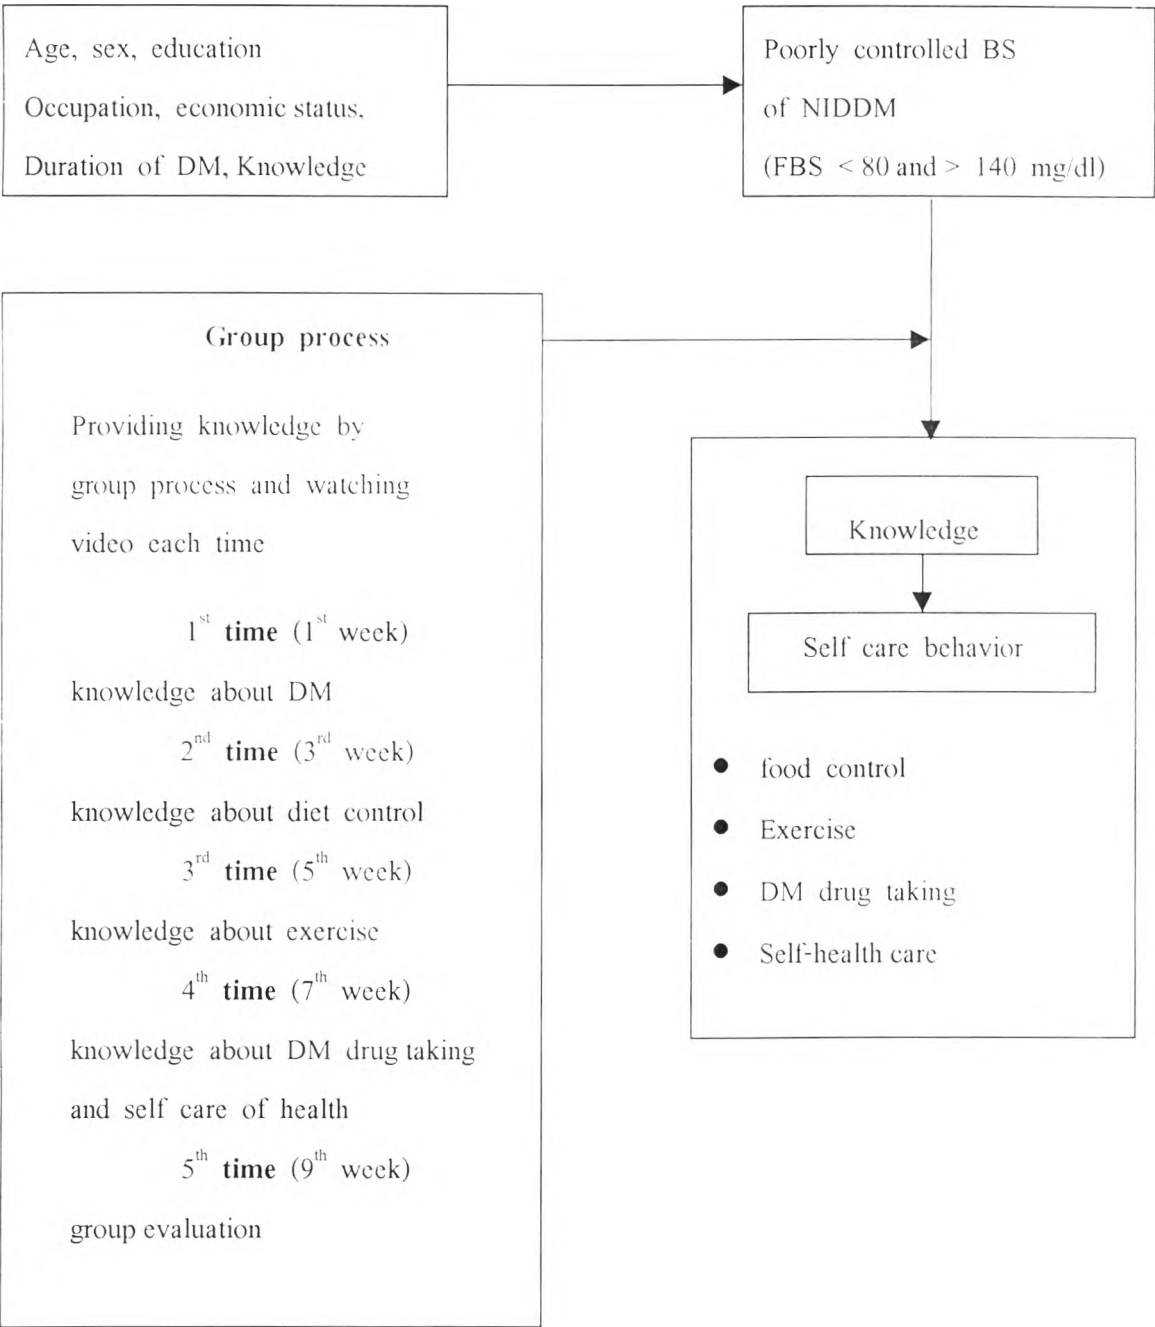 Age, sex, education
Occupation, economic status,
Duration of DM, Knowledge
Poorly controlled BS
of NIDDM
(FBS < 80 and > 140 mg/dl)
Group process
Providing knowledge by
group process and watching
video each time
1st time (1st week)
knowledge about DM
2nd time (3rd week)
knowledge about diet control
3rd time (5th week)
knowledge about exercise
4th time (7th week)
knowledge about DM drug taking
and self care of health
5th time (9th week)
group evaluation
Knowledge
Self care behavior
● food control
● Exercise
● DM drug taking
● Self-health care